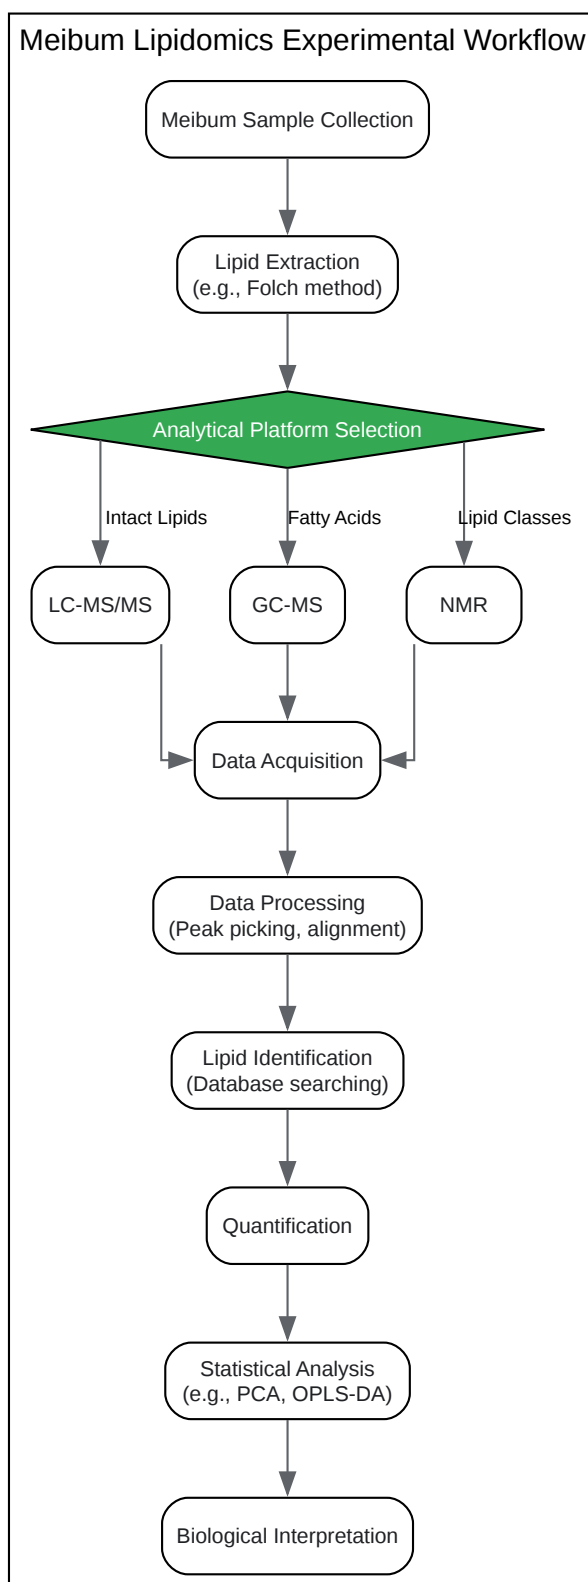 Meibum Lipidomics Experimental Workflow
Meibum Sample Collection
Lipid Extraction
(e.g., Folch method)
Analytical Platform Selection
Intact Lipids
Fatty Acids
Lipid Classes
LC-MS/MS
GC-MS
NMR
Data Acquisition
Data Processing
(Peak picking, alignment)
Lipid Identification
(Database searching)
Quantification
Statistical Analysis
(e.g., PCA, OPLS-DA)
Biological Interpretation